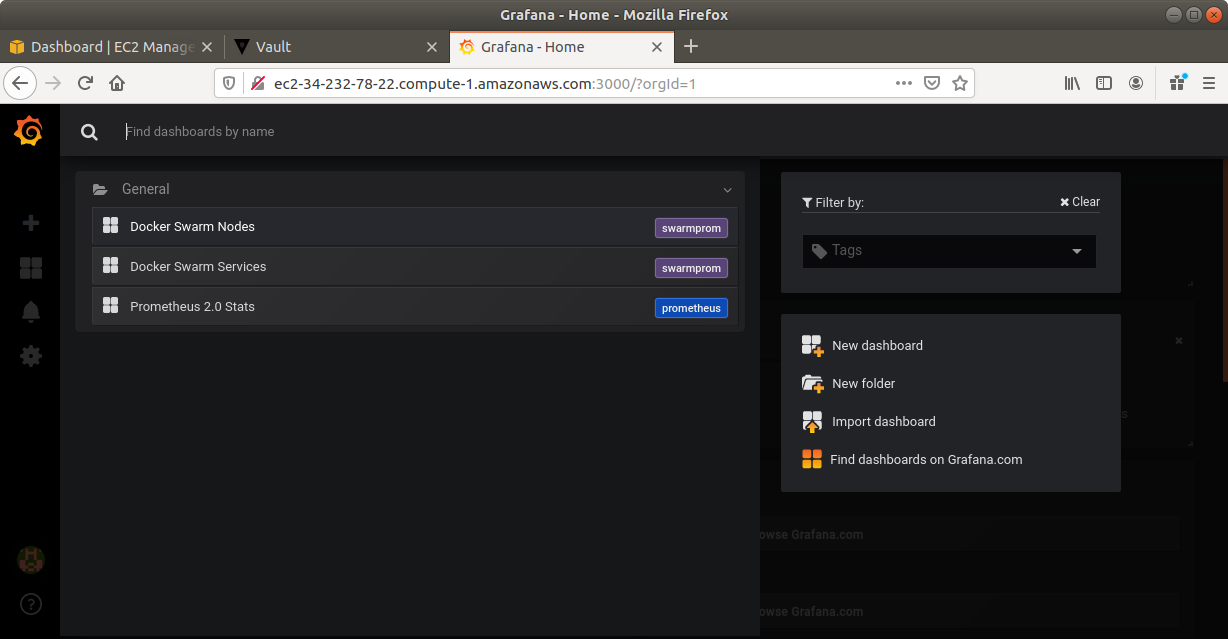 Grafana - Home - Mozilla Firefox
Dashboard | EC2 Manage
Vault
Grafana - Home
ec2-34-232-78-22.compute-1.amazonaws.com:3000/?orgId=1
Find dashboards by name
General
Docker Swarm Nodes swarmprom
Docker Swarm Services swarmprom
Prometheus 2.0 Stats prometheus
Filter by: Clear
Tags
New dashboard
New folder
Import dashboard
Find dashboards on Grafana.com
owse Grafana.com
owse Grafana.com